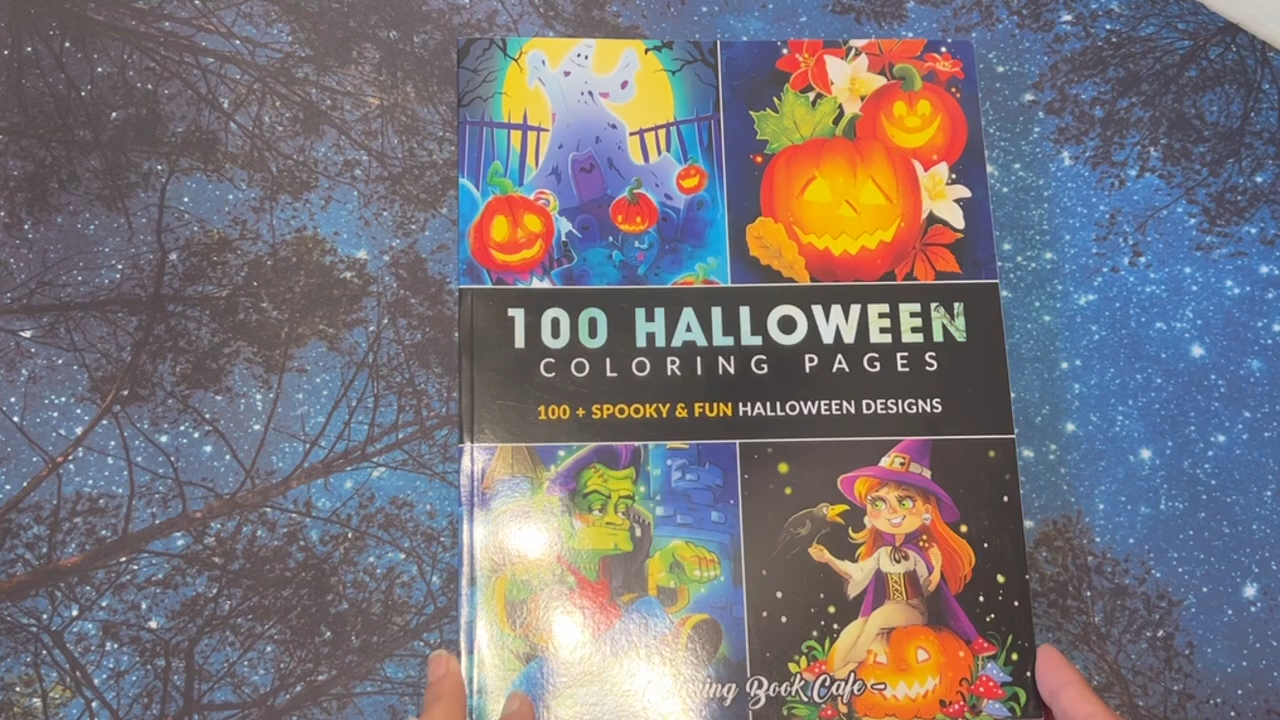 100 HALLOWEEN
COLORING PAGES
100 + SPOOKY & FUN HALLOWEEN DESIGNS
Book Cafe -